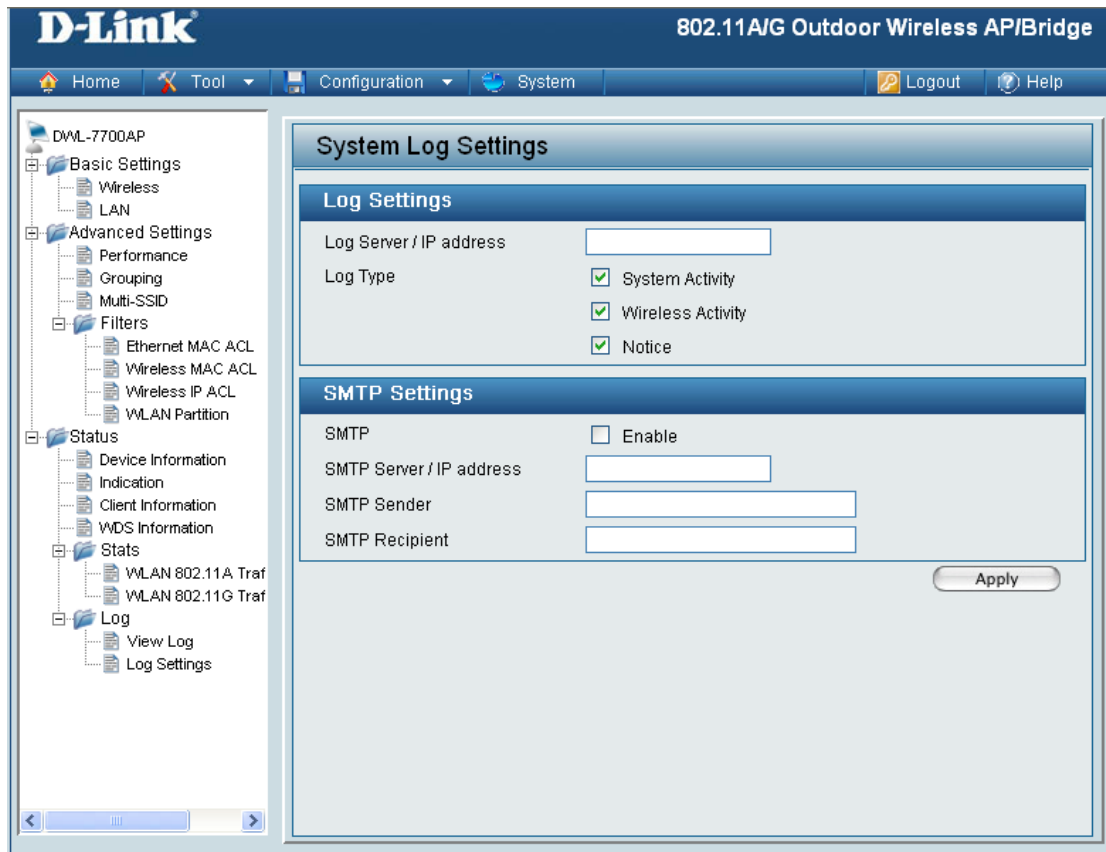 D-Link
802.11A/G Outdoor Wireless AP/Bridge
Home Tool Configuration System Logout Help
DWL-7700AP
Basic Settings
Wireless
LAN
Advanced Settings
Performance
Grouping
Multi-SSID
Filters
Ethernet MAC ACL
Wireless MAC ACL
Wireless IP ACL
WLAN Partition
Status
Device Information
Indication
Client Information
WDS Information
Stats
WLAN 802.11A Traf
WLAN 802.11G Traf
Log
View Log
Log Settings
System Log Settings
Log Settings
Log Server / IP address
Log Type System Activity
Wireless Activity
Notice
SMTP Settings
SMTP Enable
SMTP Server / IP address
SMTP Sender
SMTP Recipient
Apply